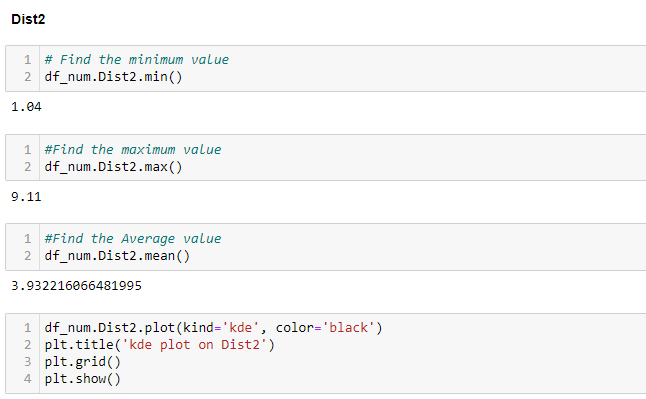 Dist2
1 # Find the minimum value
2 df_num.Dist2.min()
1.04
1 #Find the maximum value
2 df_num.Dist2.max()
9.11
1 #Find the Average value
2 df_num.Dist2.mean()
3.932216066481995
1 df_num.Dist2.plot(kind='kde', color='black')
2 plt.title('kde plot on Dist2')
3 plt.grid()
4 plt.show()